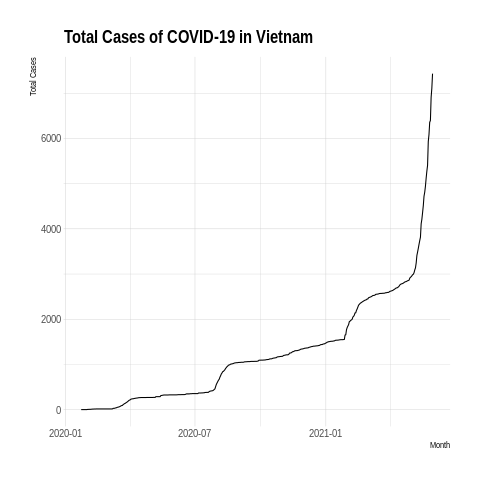 Total Cases of COVID-19 in Vietnam
Total Cases
6000
4000
2000
0
2020-01
2020-07
2021-01
Month